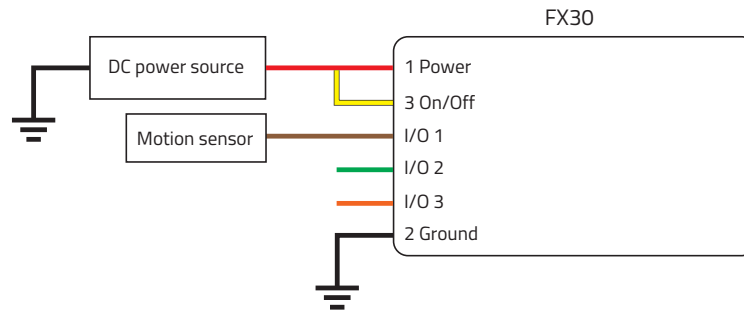 FX30
DC power source
1 Power
3 On/Off
Motion sensor
I/O 1
I/O 2
I/O 3
2 Ground